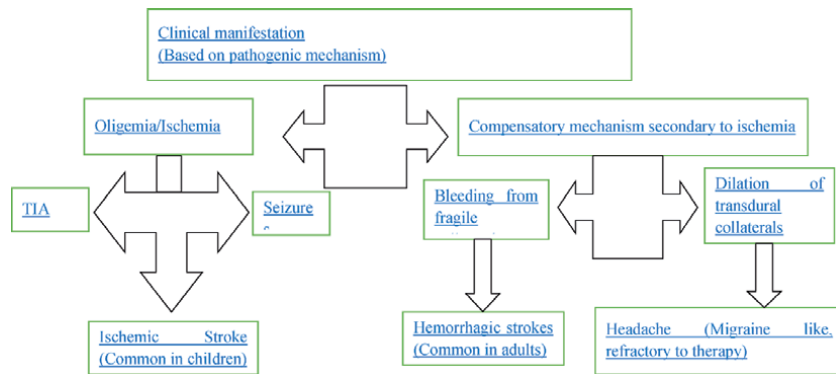 Clinical manifestation
(Based on pathogenic mechanism)
Oligemia/Ischemia
Compensatory mechanism secondary to ischemia
TIA
Seizure
Bleeding from
fragile
Dilation of
transdural
collaterals
Ischemic Stroke
(Common in children)
Hemorrhagic strokes
(Common in adults)
Headache (Migraine like,
refractory to therapy)